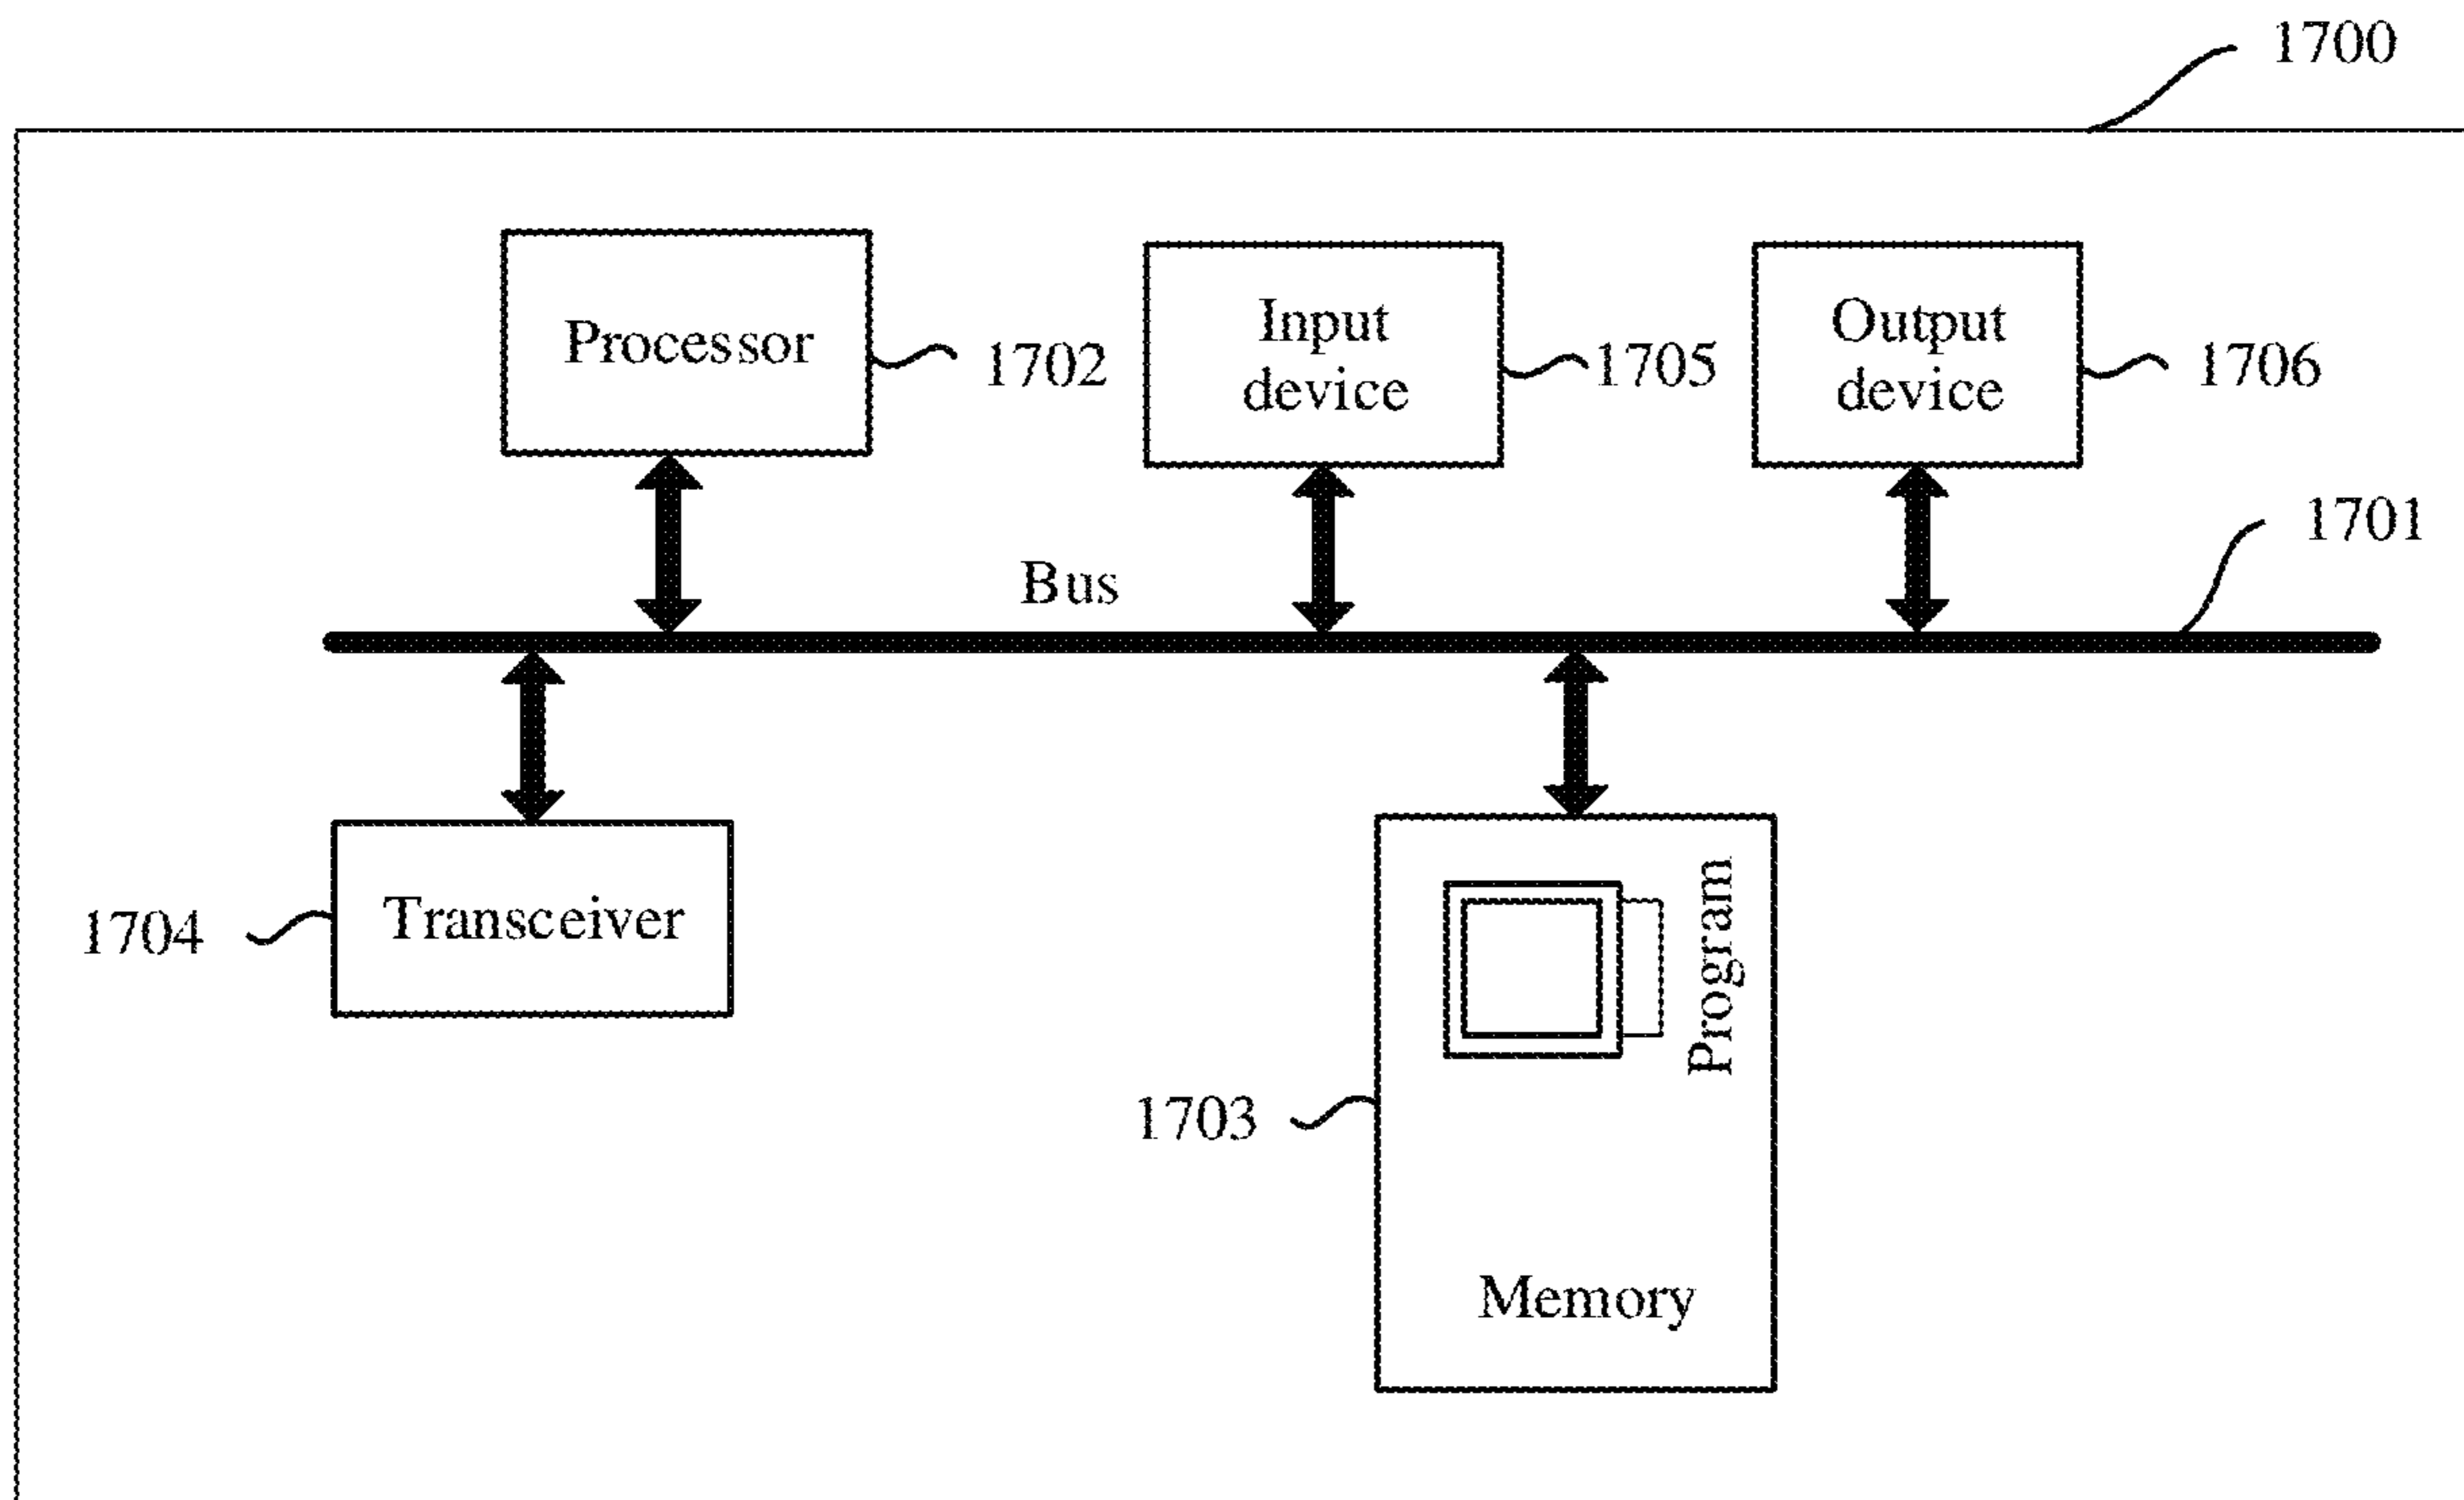 1700
Processor
1702
Input
device
1705
Output
device
1706
1701
Bus
1704
Transceiver
Program
1703
Memory